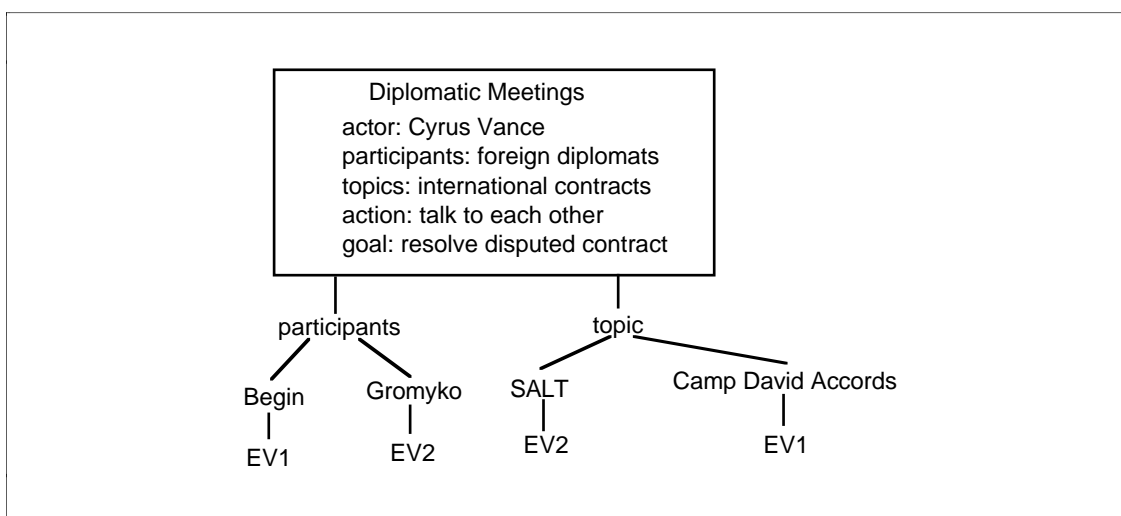 Diplomatic Meetings
actor: Cyrus Vance
participants: foreign diplomats
topics: international contracts
action: talk to each other
goal: resolve disputed contract
participants
topic
Begin
Gromyko
SALT
Camp David Accords
EV1
EV2
EV2
EV1